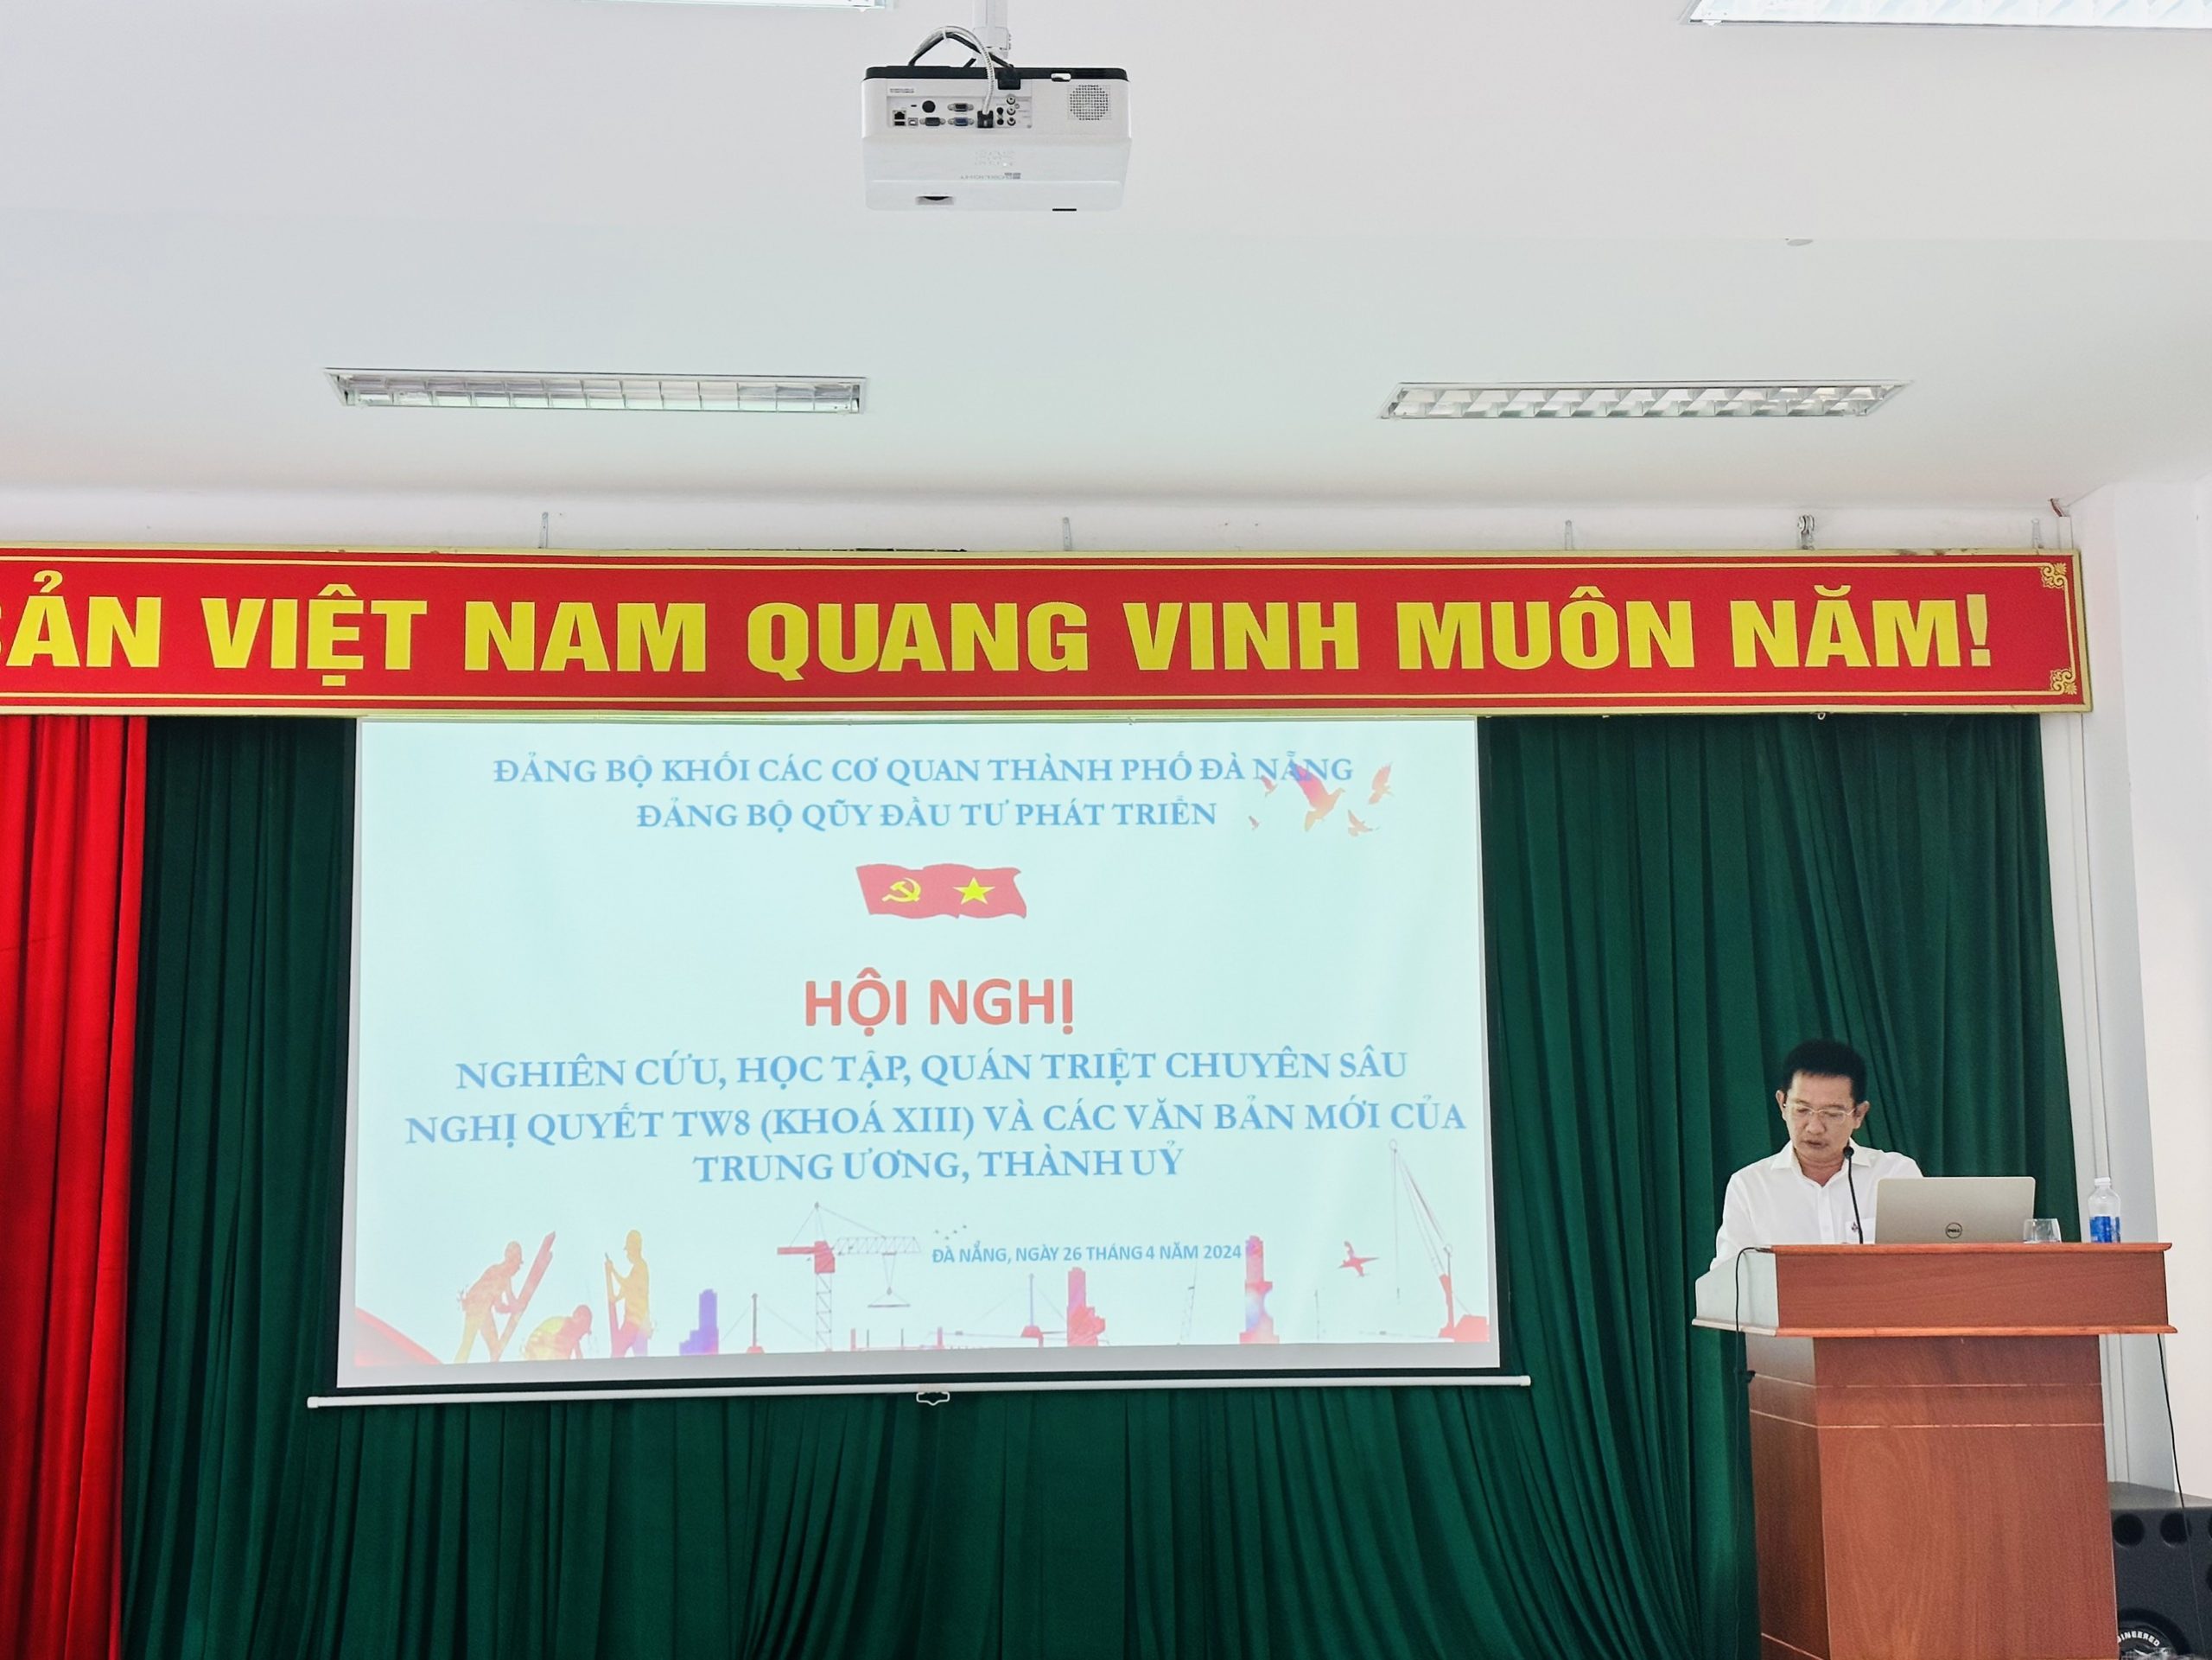 ẢN VIỆT NAM QUANG VINH MUÔN NĂM!
ĐẢNG BỘ KHỐI CÁC CƠ QUAN THÀNH PHỐ ĐÀ NẴNG
ĐẢNG BỘ QŨY ĐẦU TƯ PHÁT TRIỂN
HỘI NGHỊ
NGHIÊN CỨU, HỌC TẬP, QUÁN TRIỆT CHUYÊN SÂU
NGHỊ QUYẾT TW8 (KHOÁ XIII) VÀ CÁC VĂN BẢN MỚI CỦA
TRUNG ƯƠNG, THÀNH UỶ
ĐÀ NẴNG, NGÀY 26 THÁNG 4 NĂM 2024
DELL